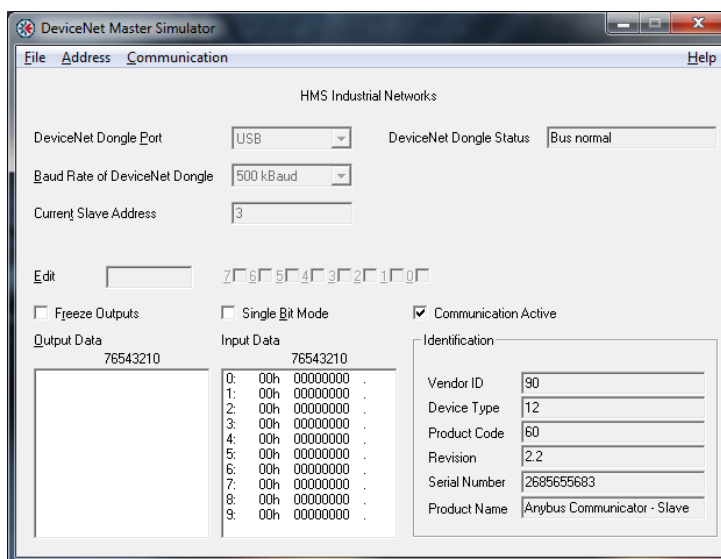 DeviceNet Master Simulator
File Address Communication Help
HMS Industrial Networks
DeviceNet Dongle Port USB DeviceNet Dongle Status Bus normal
Baud Rate of DeviceNet Dongle 500 kBaud
Current Slave Address 3
Edit 7 6 5 4 3 2 1 0
Freeze Outputs Single Bit Mode Communication Active
Output Data Input Data Identification
76543210 76543210
0: 00h 00000000 .
1: 00h 00000000 .
2: 00h 00000000 .
3: 00h 00000000 .
4: 00h 00000000 .
5: 00h 00000000 .
6: 00h 00000000 .
7: 00h 00000000 .
8: 00h 00000000 .
9: 00h 00000000 .
Vendor ID 90
Device Type 12
Product Code 60
Revision 2.2
Serial Number 2685655683
Product Name Anybus Communicator - Slave